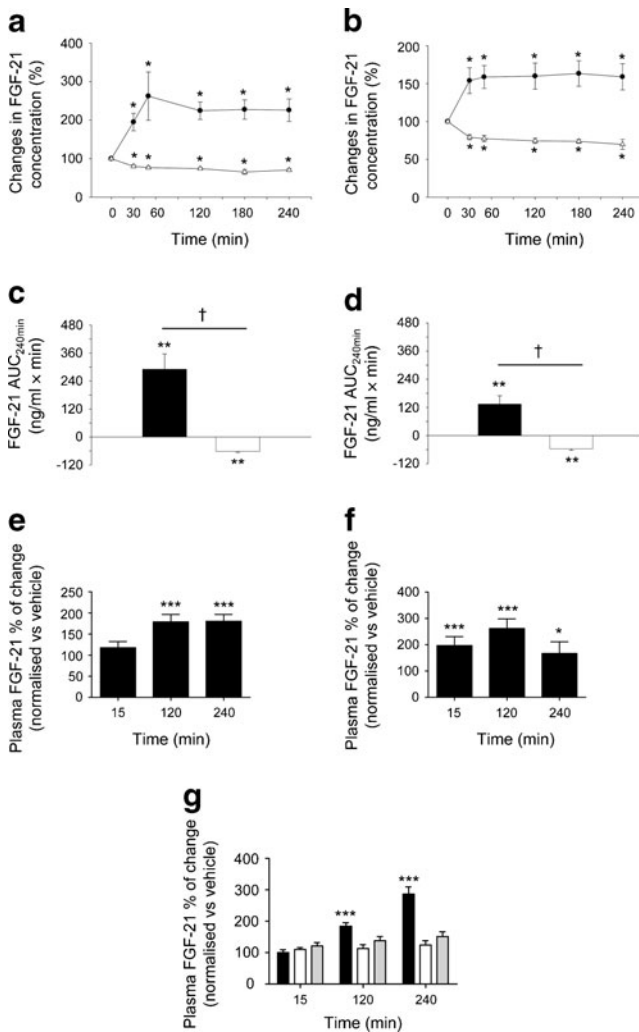 a
Changes in FGF-21
concentration (%)
400
300
200
100
0
* * * * *
* * * * *
0 30 60 120 180 240
Time (min)
b
Changes in FGF-21
concentration (%)
200
150
100
50
0
* * * * *
* * * * *
0 30 60 120 180 240
Time (min)
c
FGF-21 AUC240min
(ng/ml × min)
480
360
240
120
0
-120
†
**
**
d
FGF-21 AUC240min
(ng/ml × min)
480
360
240
120
0
-120
†
**
**
e
Plasma FGF-21 % of change
(normalised vs vehicle)
250
200
150
100
50
0
*** ***
15 120 240
Time (min)
f
Plasma FGF-21 % of change
(normalised vs vehicle)
400
300
200
100
0
*** *** *
15 120 240
Time (min)
g
Plasma FGF-21 % of change
(normalised vs vehicle)
400
300
200
100
0
*** ***
15 120 240
Time (min)